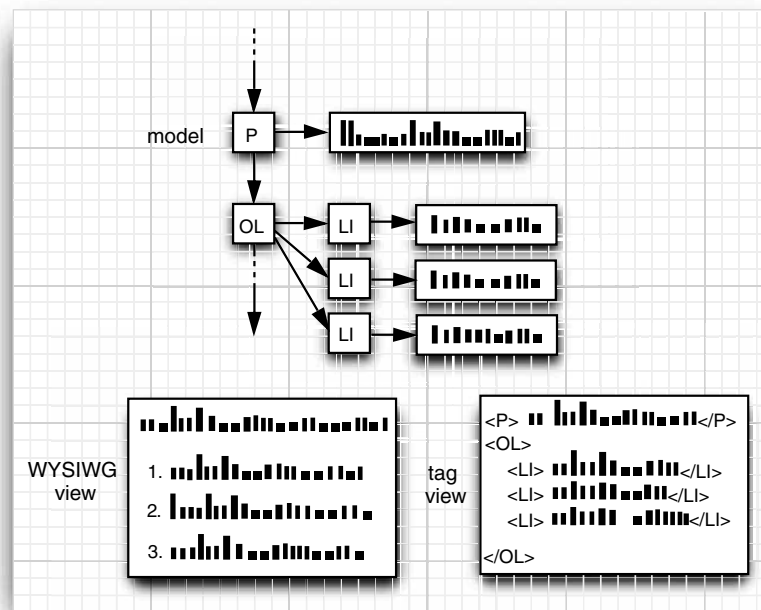 model
P
OL
LI
LI
LI
WYSIWG
view
1.
2.
3.
tag
view
<P> </P>
<OL>
<LI> </LI>
<LI> </LI>
<LI> </LI>
</OL>